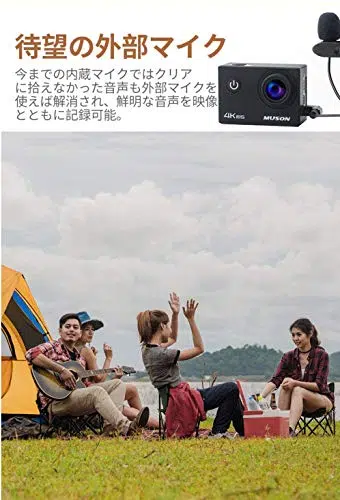 待望の外部マイク
今までの内蔵マイクではクリア
に拾えなかった音声も外部マイクを
使えば解消され、鮮明な音声を映像
とともに記録可能。
4K EIS
MUSON